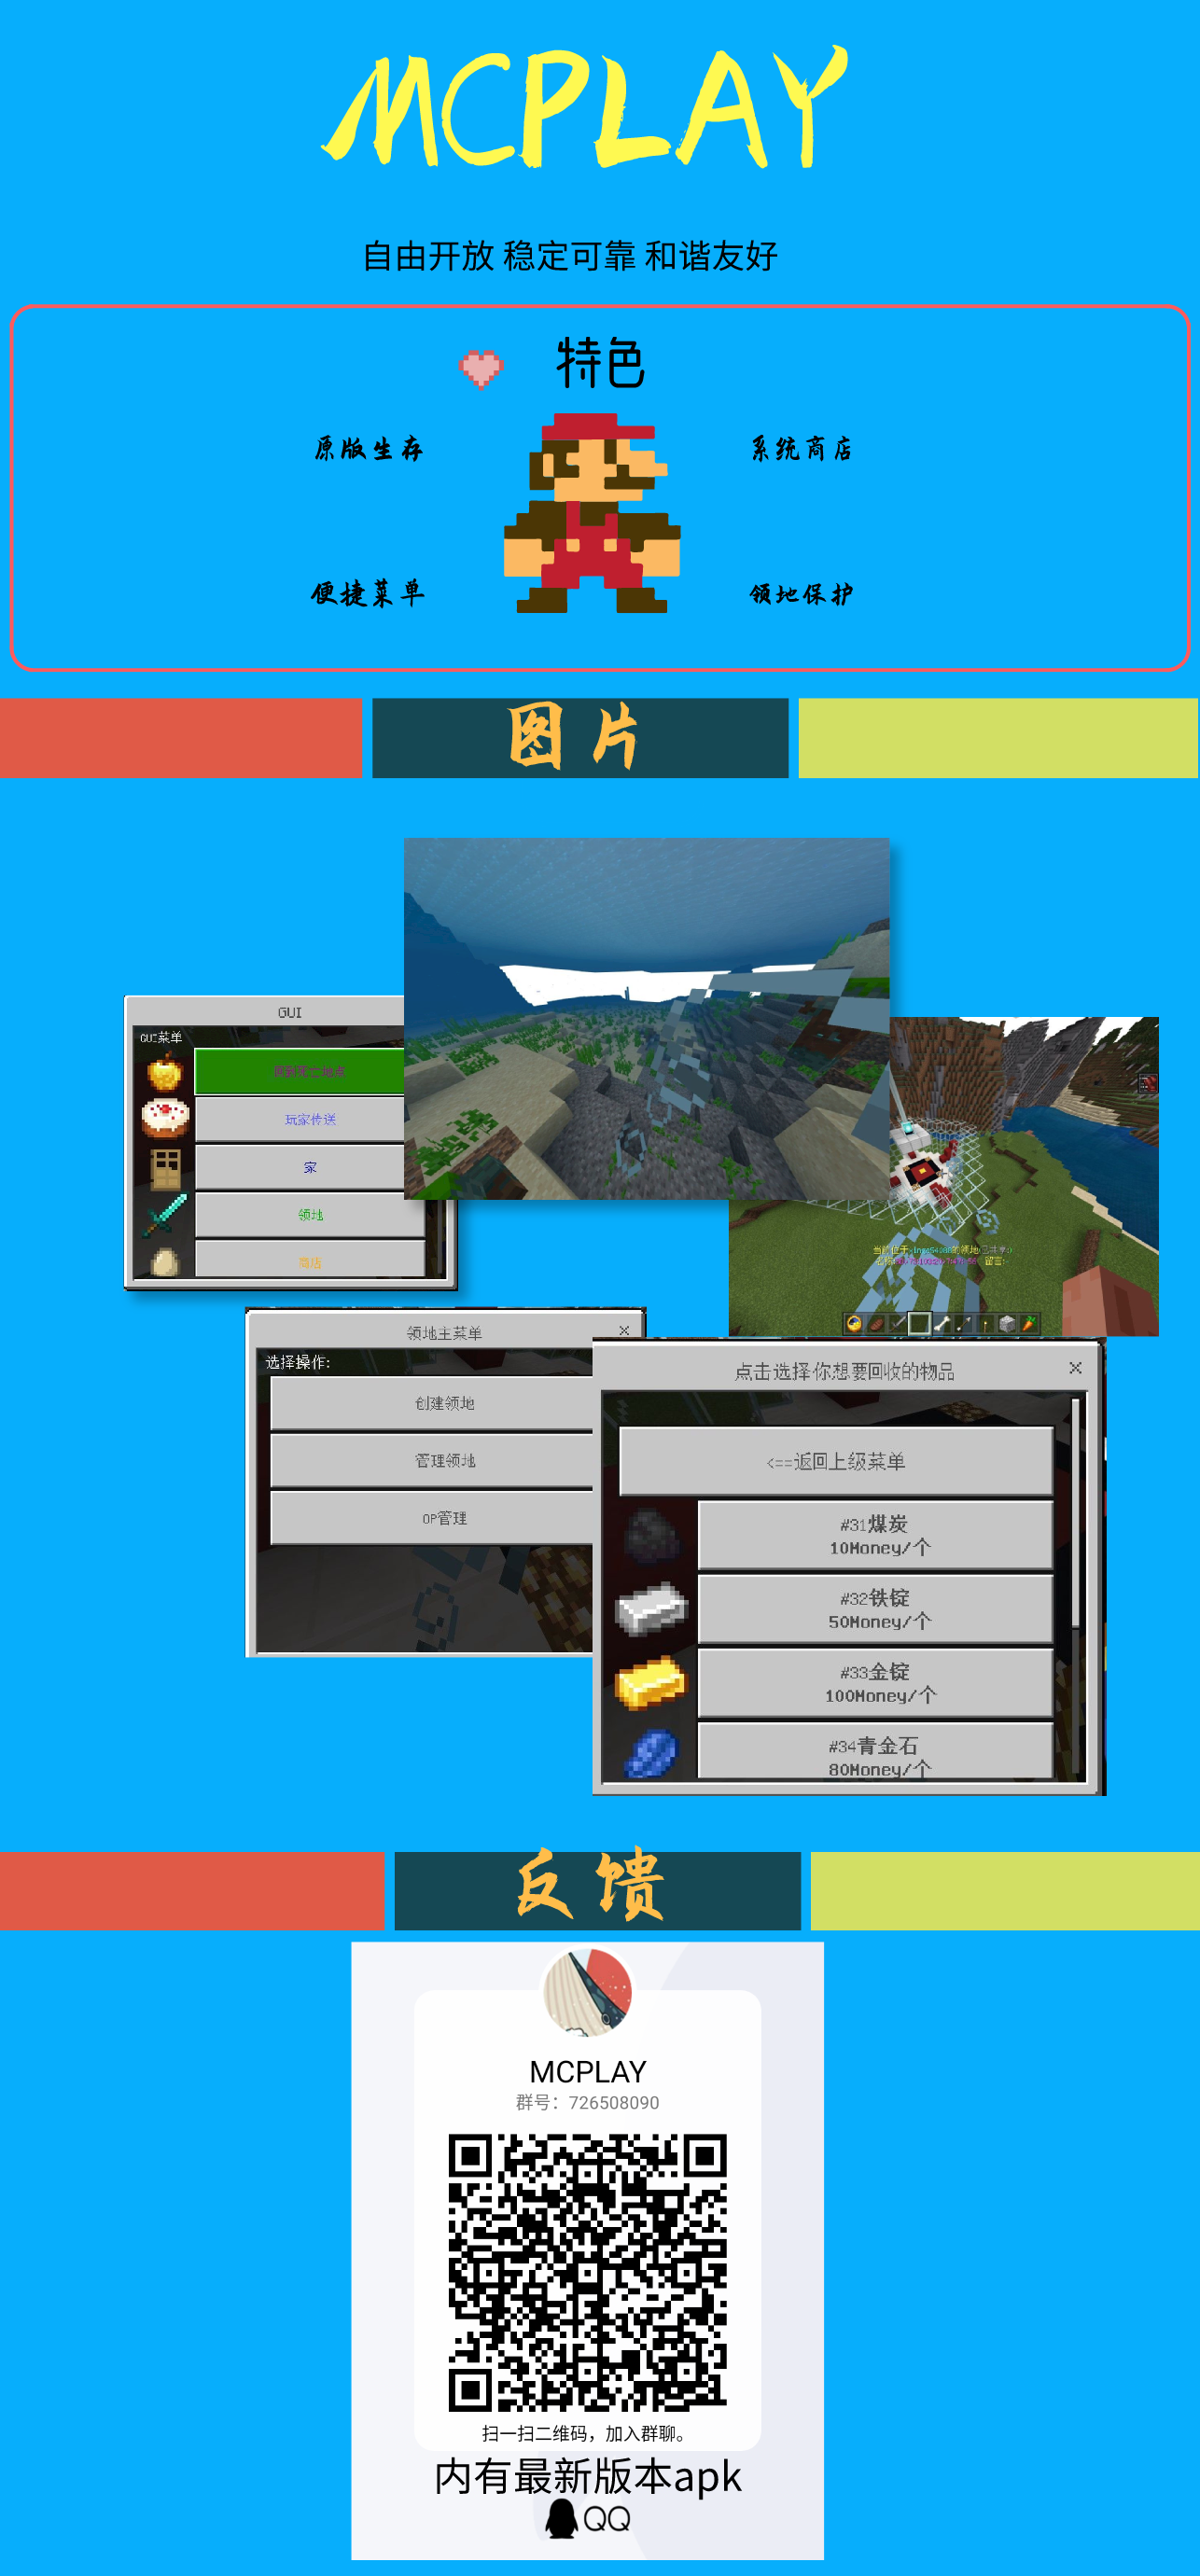 MCPLAY
自由开放 稳定可靠 和谐友好
特色
原版生存
系统商店
便捷菜单
领地保护
图片
GUI
GUI菜单
回到死亡地点
玩家传送
家
领地
商店
领地主菜单
选择操作:
创建领地
管理领地
OP管理
点击选择你想要回收的物品
<==返回上级菜单
#31煤炭
10Money/个
#32铁锭
50Money/个
#33金锭
100Money/个
#34青金石
80Money/个
反馈
MCPLAY
群号：726508090
扫一扫二维码，加入群聊。
内有最新版本apk
QQ